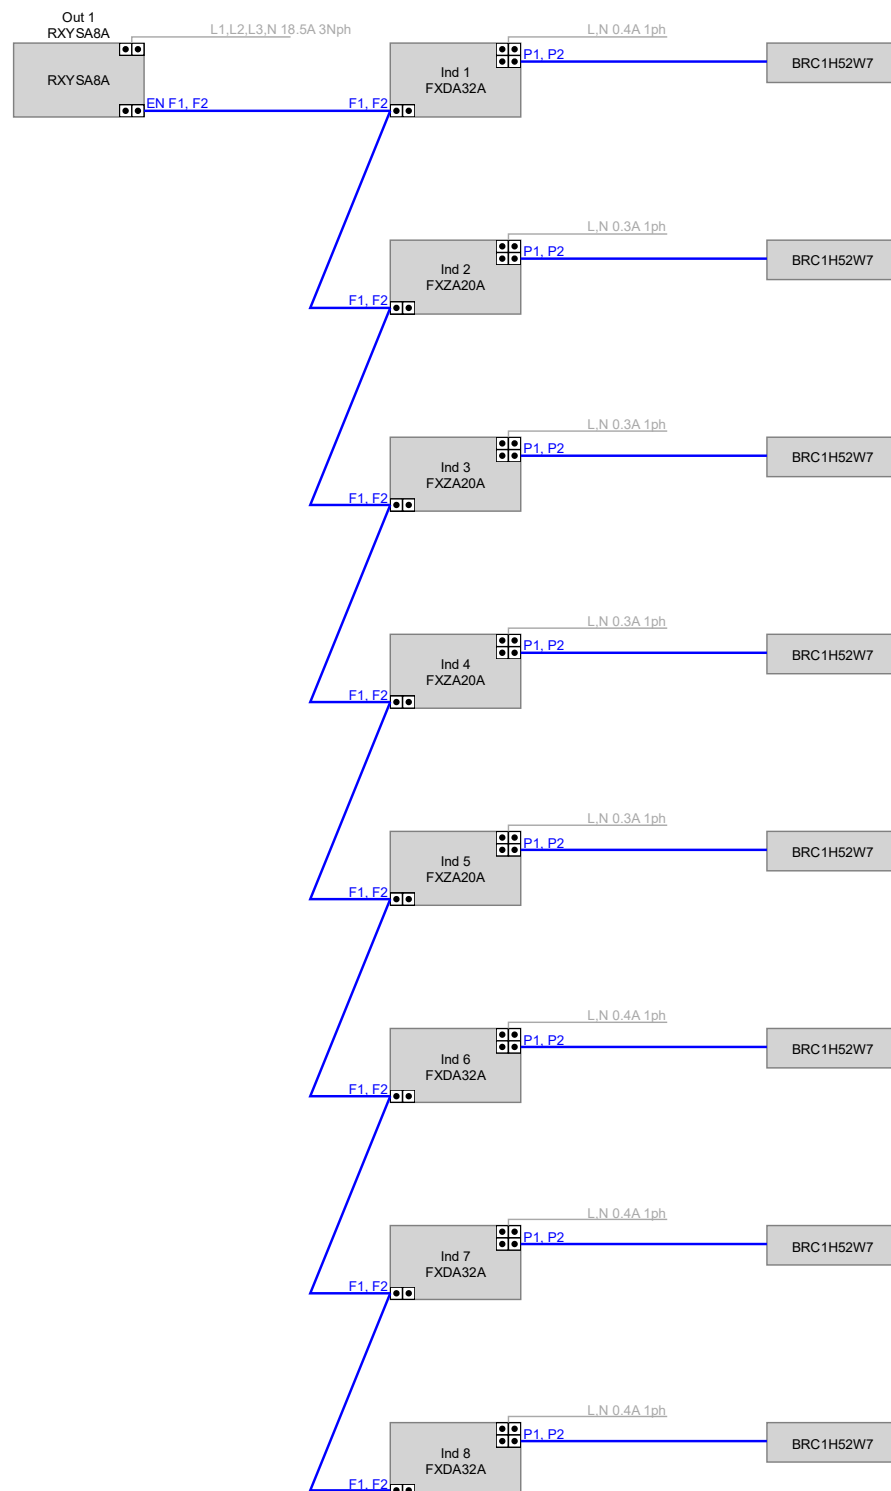 Out 1
RXYSA8A
L1,L2,L3,N 18.5A 3Nph
RXYSA8A
EN F1, F2
F1, F2
L,N 0.4A 1ph
Ind 1
FXDA32A
P1, P2
BRC1H52W7
L,N 0.3A 1ph
Ind 2
FXZA20A
P1, P2
BRC1H52W7
F1, F2
L,N 0.3A 1ph
Ind 3
FXZA20A
P1, P2
BRC1H52W7
F1, F2
L,N 0.3A 1ph
Ind 4
FXZA20A
P1, P2
BRC1H52W7
F1, F2
L,N 0.3A 1ph
Ind 5
FXZA20A
P1, P2
BRC1H52W7
F1, F2
L,N 0.4A 1ph
Ind 6
FXDA32A
P1, P2
BRC1H52W7
F1, F2
L,N 0.4A 1ph
Ind 7
FXDA32A
P1, P2
BRC1H52W7
F1, F2
L,N 0.4A 1ph
Ind 8
FXDA32A
P1, P2
BRC1H52W7
F1, F2